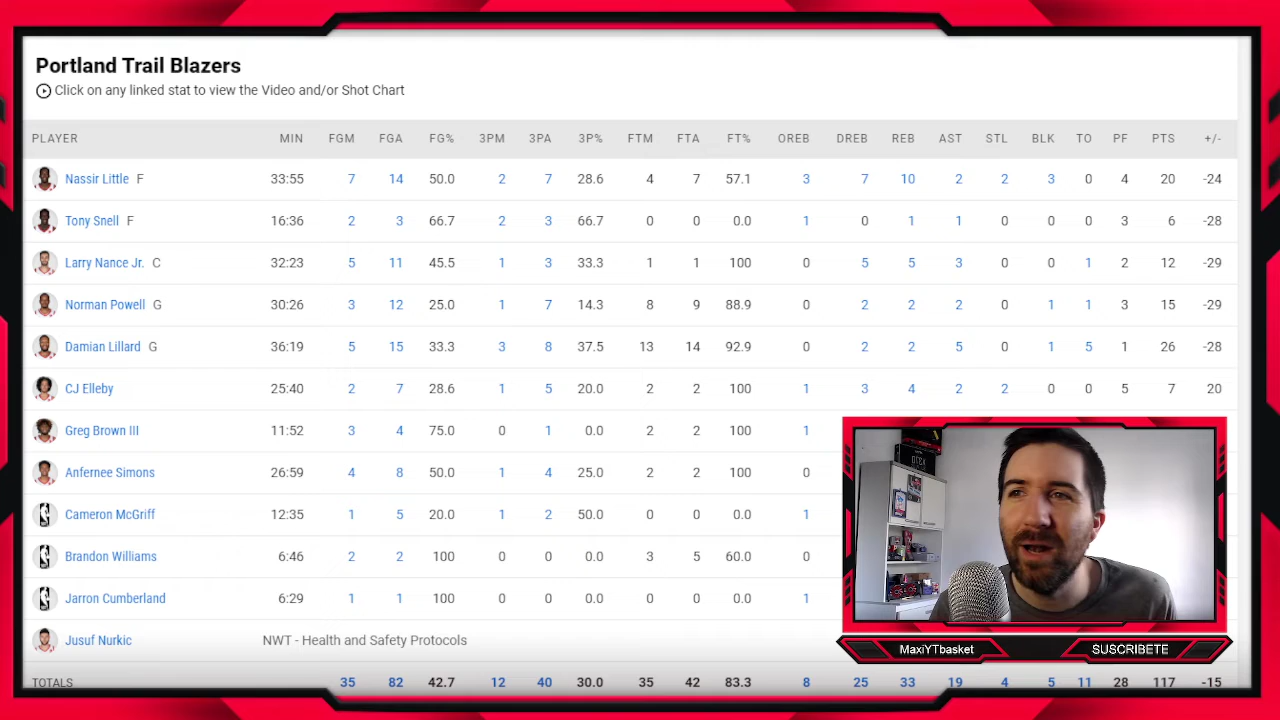 Portland Trail Blazers
Click on any linked stat to view the Video and/or Shot Chart
PLAYER MIN FGM FGA FG% 3PM 3PA 3P% FTM FTA FT% OREB DREB REB AST STL BLK TO PF PTS +/-
Nassir Little F 33:55 7 14 50.0 2 7 28.6 4 7 57.1 3 7 10 2 2 3 0 4 20 -24
Tony Snell F 16:36 2 3 66.7 2 3 66.7 0 0 0.0 1 0 1 1 0 0 0 3 6 -28
Larry Nance Jr. C 32:23 5 11 45.5 1 3 33.3 1 1 100 0 5 5 3 0 0 1 2 12 -29
Norman Powell G 30:26 3 12 25.0 1 7 14.3 8 9 88.9 0 2 2 2 0 1 1 3 15 -29
Damian Lillard G 36:19 5 15 33.3 3 8 37.5 13 14 92.9 0 2 2 5 0 1 5 1 26 -28
CJ Elleby 25:40 2 7 28.6 1 5 20.0 2 2 100 1 3 4 2 2 0 0 5 7 20
Greg Brown III 11:52 3 4 75.0 0 1 0.0 2 2 100 1
Anfernee Simons 26:59 4 8 50.0 1 4 25.0 2 2 100 0
Cameron McGriff 12:35 1 5 20.0 1 2 50.0 0 0 0.0 1
Brandon Williams 6:46 2 2 100 0 0 0.0 3 5 60.0 0
Jarron Cumberland 6:29 1 1 100 0 0 0.0 0 0 0.0 1
Jusuf Nurkic NWT - Health and Safety Protocols
TOTALS 35 82 42.7 12 40 30.0 35 42 83.3 8 25 33 19 4 5 11 28 117 -15
MaxiYTbasket SUSCRIBETE